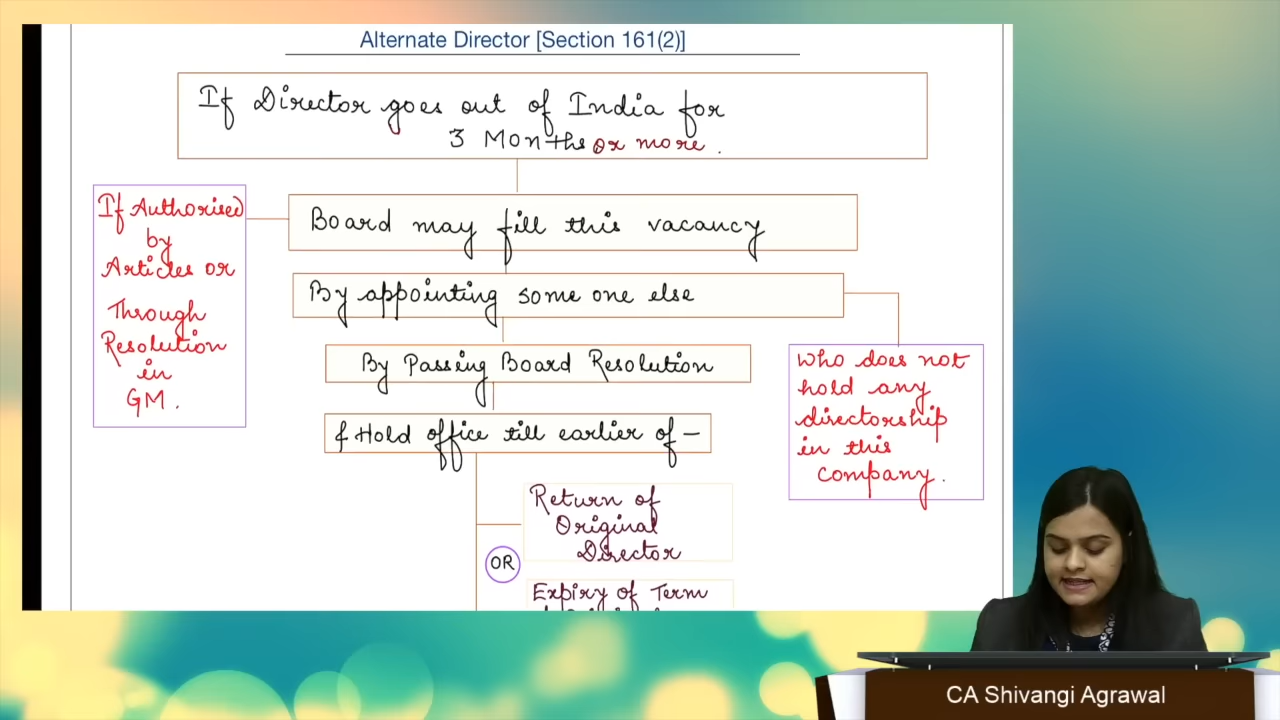 Alternate Director [Section 161(2)]
If Director goes out of India for
3 Months or more.
If Authorised
by
Articles or
Through
Resolution
in
GM.
Board may fill this vacancy
By appointing some one else
By Passing Board Resolution
& Hold office till earlier of –
who does not
hold any
directorship
in this
company.
Return of
Original
Director
OR
Expiry of Term
CA Shivangi Agrawal